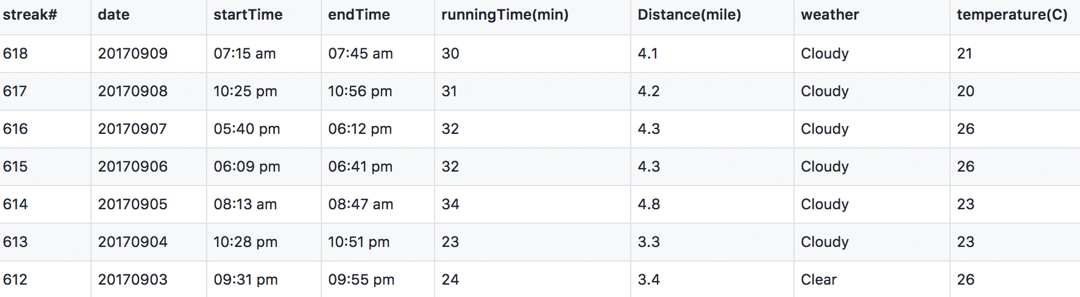 streak# date startTime endTime runningTime(min) Distance(mile) weather temperature(C)
618 20170909 07:15 am 07:45 am 30 4.1 Cloudy 21
617 20170908 10:25 pm 10:56 pm 31 4.2 Cloudy 20
616 20170907 05:40 pm 06:12 pm 32 4.3 Cloudy 26
615 20170906 06:09 pm 06:41 pm 32 4.3 Cloudy 26
614 20170905 08:13 am 08:47 am 34 4.8 Cloudy 23
613 20170904 10:28 pm 10:51 pm 23 3.3 Cloudy 23
612 20170903 09:31 pm 09:55 pm 24 3.4 Clear 26